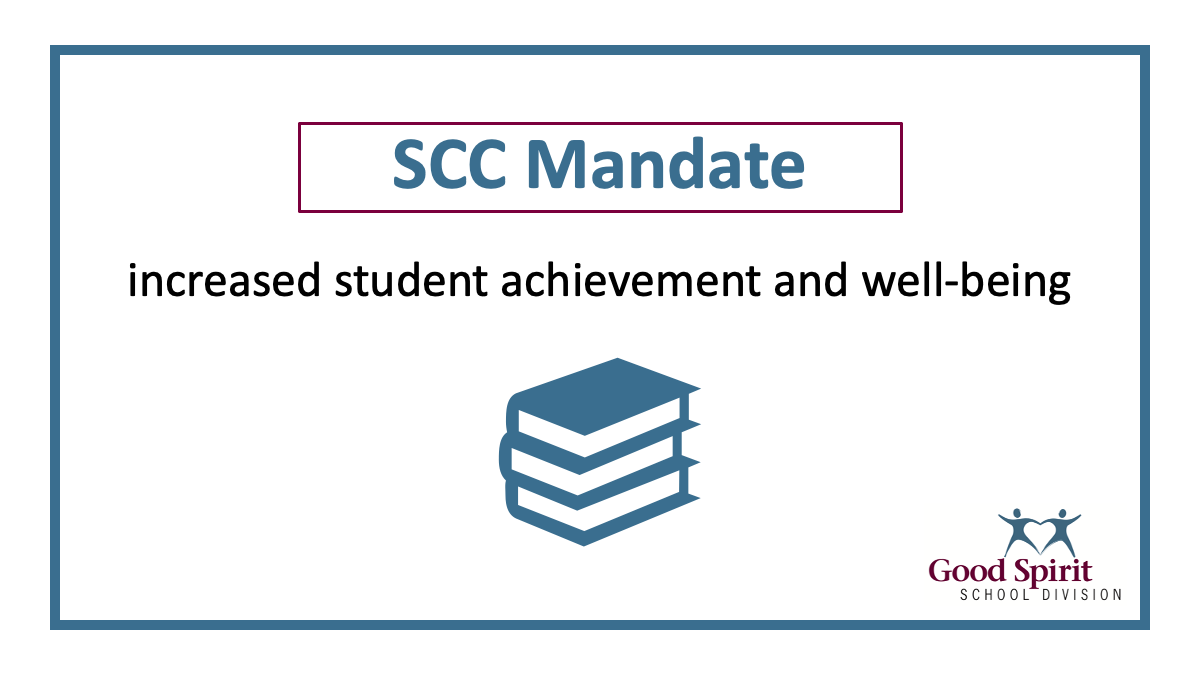 SCC Mandate
increased student achievement and well-being
Good Spirit
SCHOOL DIVISION